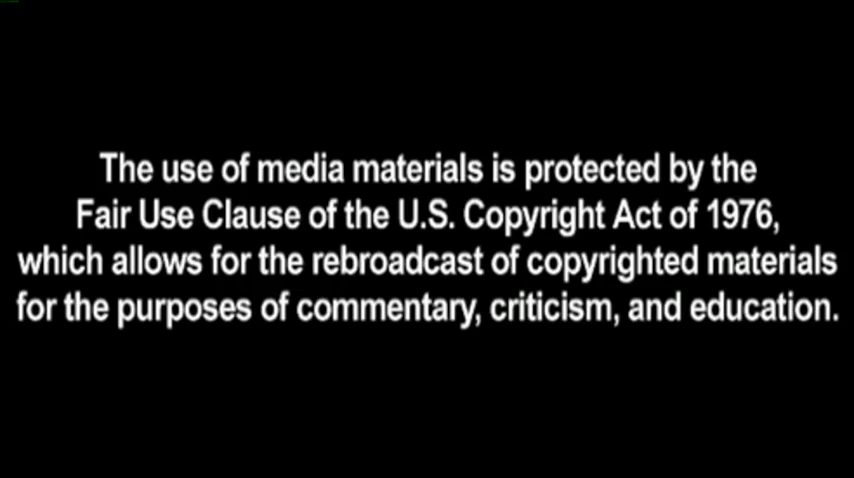 The use of media materials is protected by the
Fair Use Clause of the U.S. Copyright Act of 1976,
which allows for the rebroadcast of copyrighted materials
for the purposes of commentary, criticism, and education.